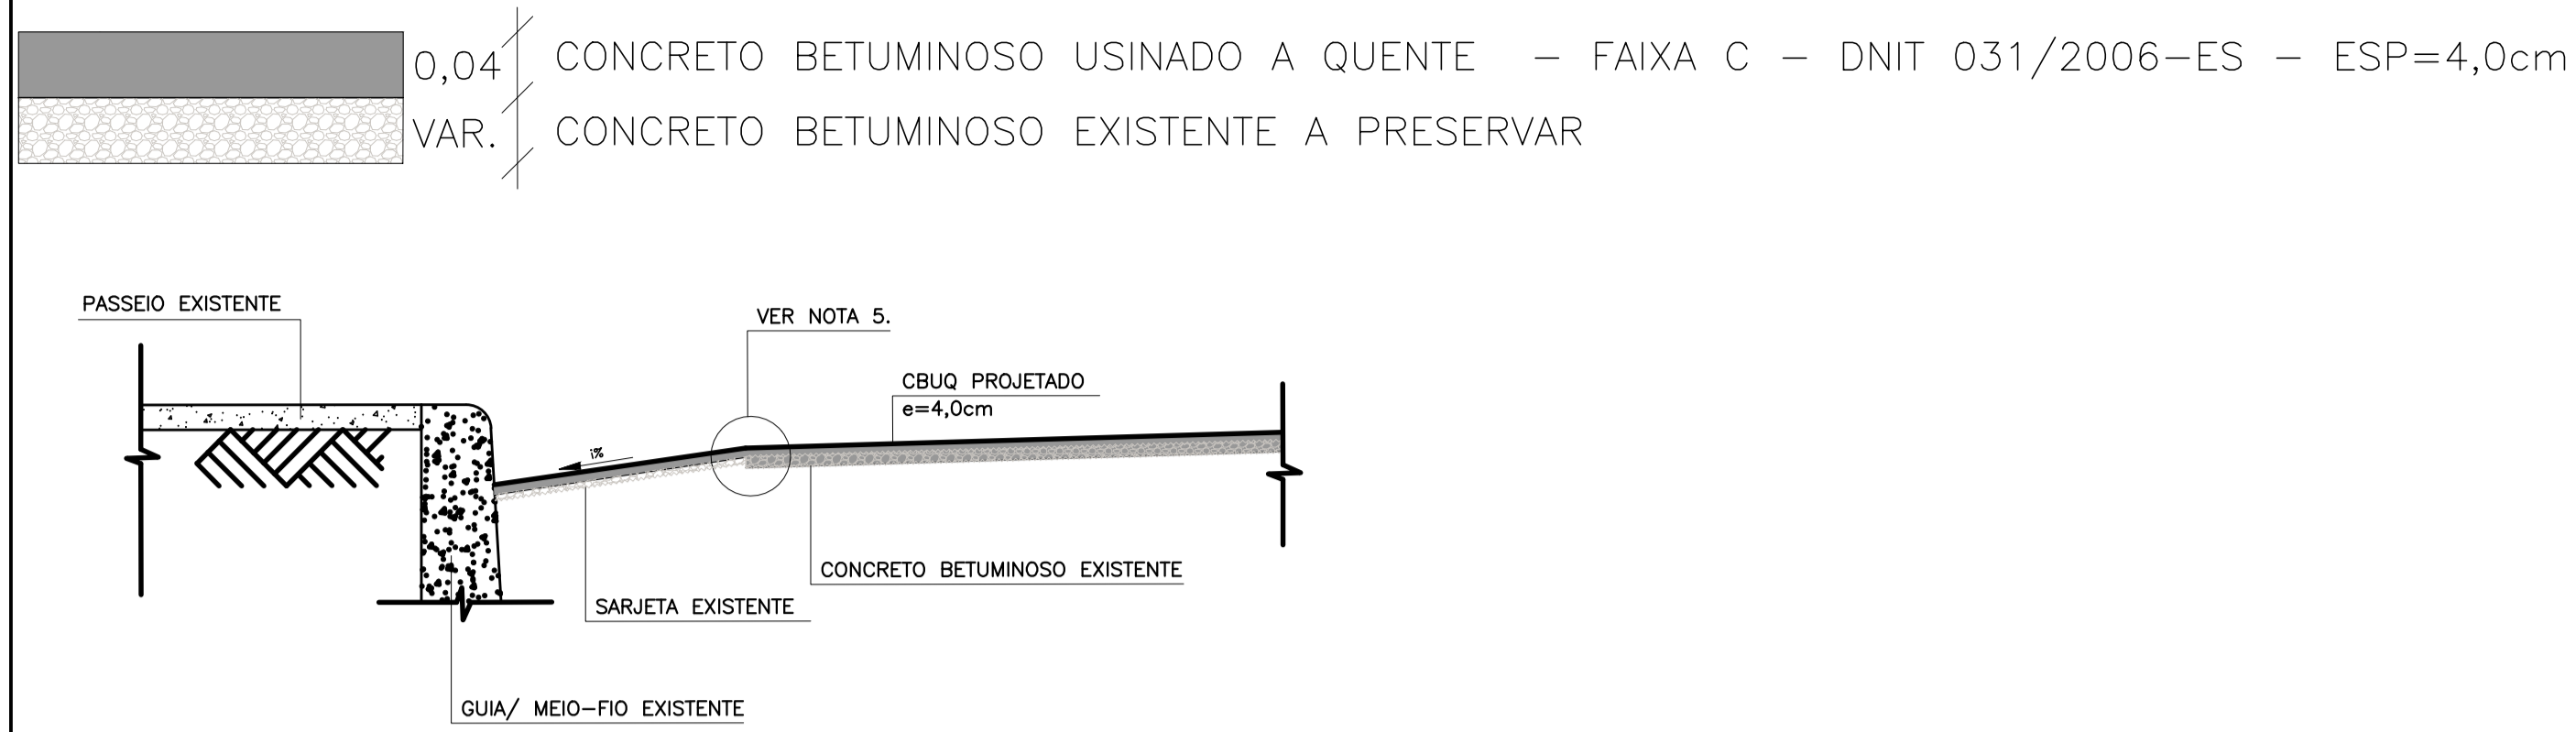 0,04 CONCRETO BETUMINOSO USINADO A QUENTE - FAIXA C - DNIT 031/2006-ES - ESP=4,0cm
VAR. CONCRETO BETUMINOSO EXISTENTE A PRESERVAR
PASSEIO EXISTENTE
VER NOTA 5.
CBUQ PROJETADO
e=4,0cm
i%
CONCRETO BETUMINOSO EXISTENTE
SARJETA EXISTENTE
GUIA/ MEIO-FIO EXISTENTE